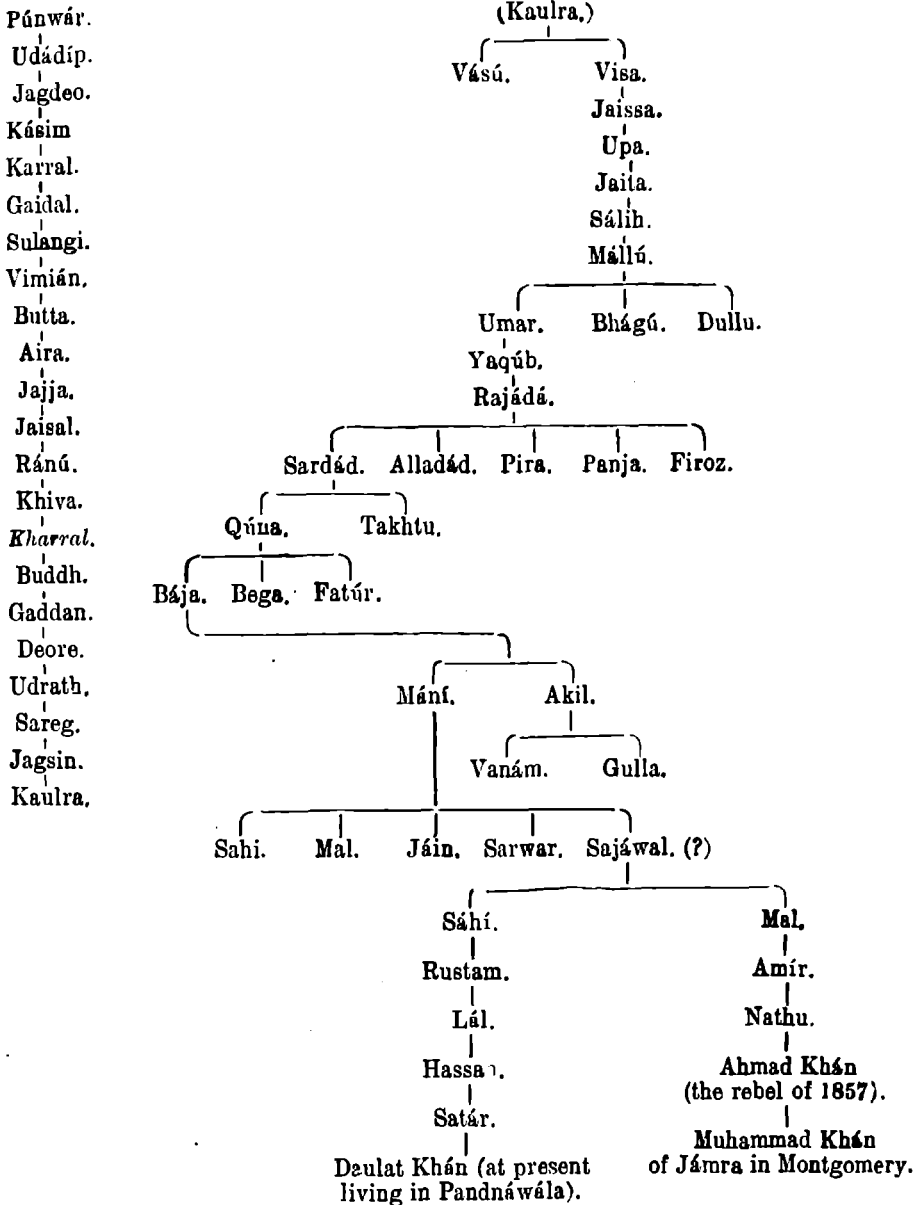 Púnwár.
Udádíp.
Jagdeo.
Kásim
Karral.
Gaidal.
Sulangi.
Vimián.
Butta.
Aira.
Jajja.
Jaisal.
Ránú.
Khiva.
Kharral.
Buddh.
Gaddan.
Deore.
Udrath.
Sareg.
Jagsin.
Kaulra.
(Kaulra.)
Vású. Visa.
Jaissa.
Upa.
Jaita.
Sálih.
Mállú.
Umar. Bhágú. Dullu.
Yaqúb.
Rajádá.
Sardád. Alladád. Pira. Panja. Firoz.
Qúna. Takhtu.
Bája. Bega. Fatúr.
Mání. Akil.
Vanám. Gulla.
Sahi. Mal. Jáin. Sarwar. Sajáwal. (?)
Sáhí. Mal.
Rustam. Amír.
Lál. Nathu.
Hassan. Ahmad Khán
(the rebel of 1857).
Satár. Muhammad Khán
of Jámra in Montgomery.
Daulat Khán (at present
living in Pandnáwála).